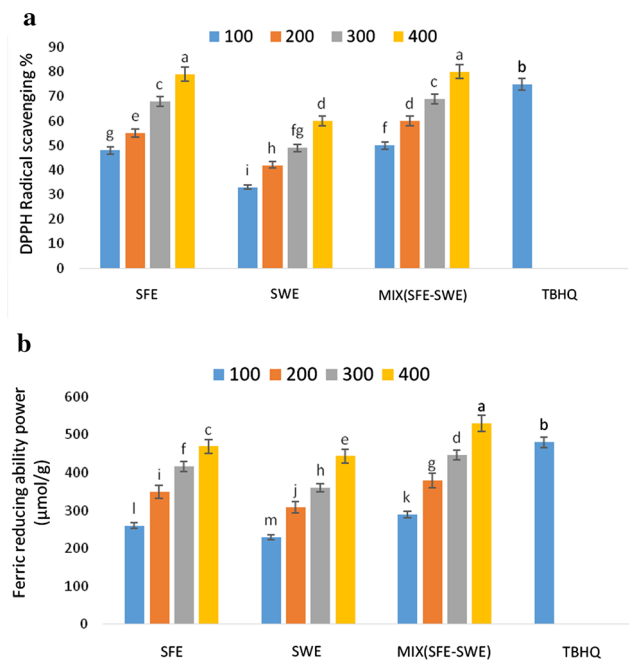 a
100 200 300 400
DPPH Radical scavenging %
90
80
70
60
50
40
30
20
10
0
g e c a
i h fg d
f d c a
b
SFE SWE MIX(SFE-SWE) TBHQ
b
100 200 300 400
Ferric reducing ability power
(µmol/g)
600
500
400
300
200
100
0
l i f c
m j h e
k g d a
b
SFE SWE MIX(SFE-SWE) TBHQ